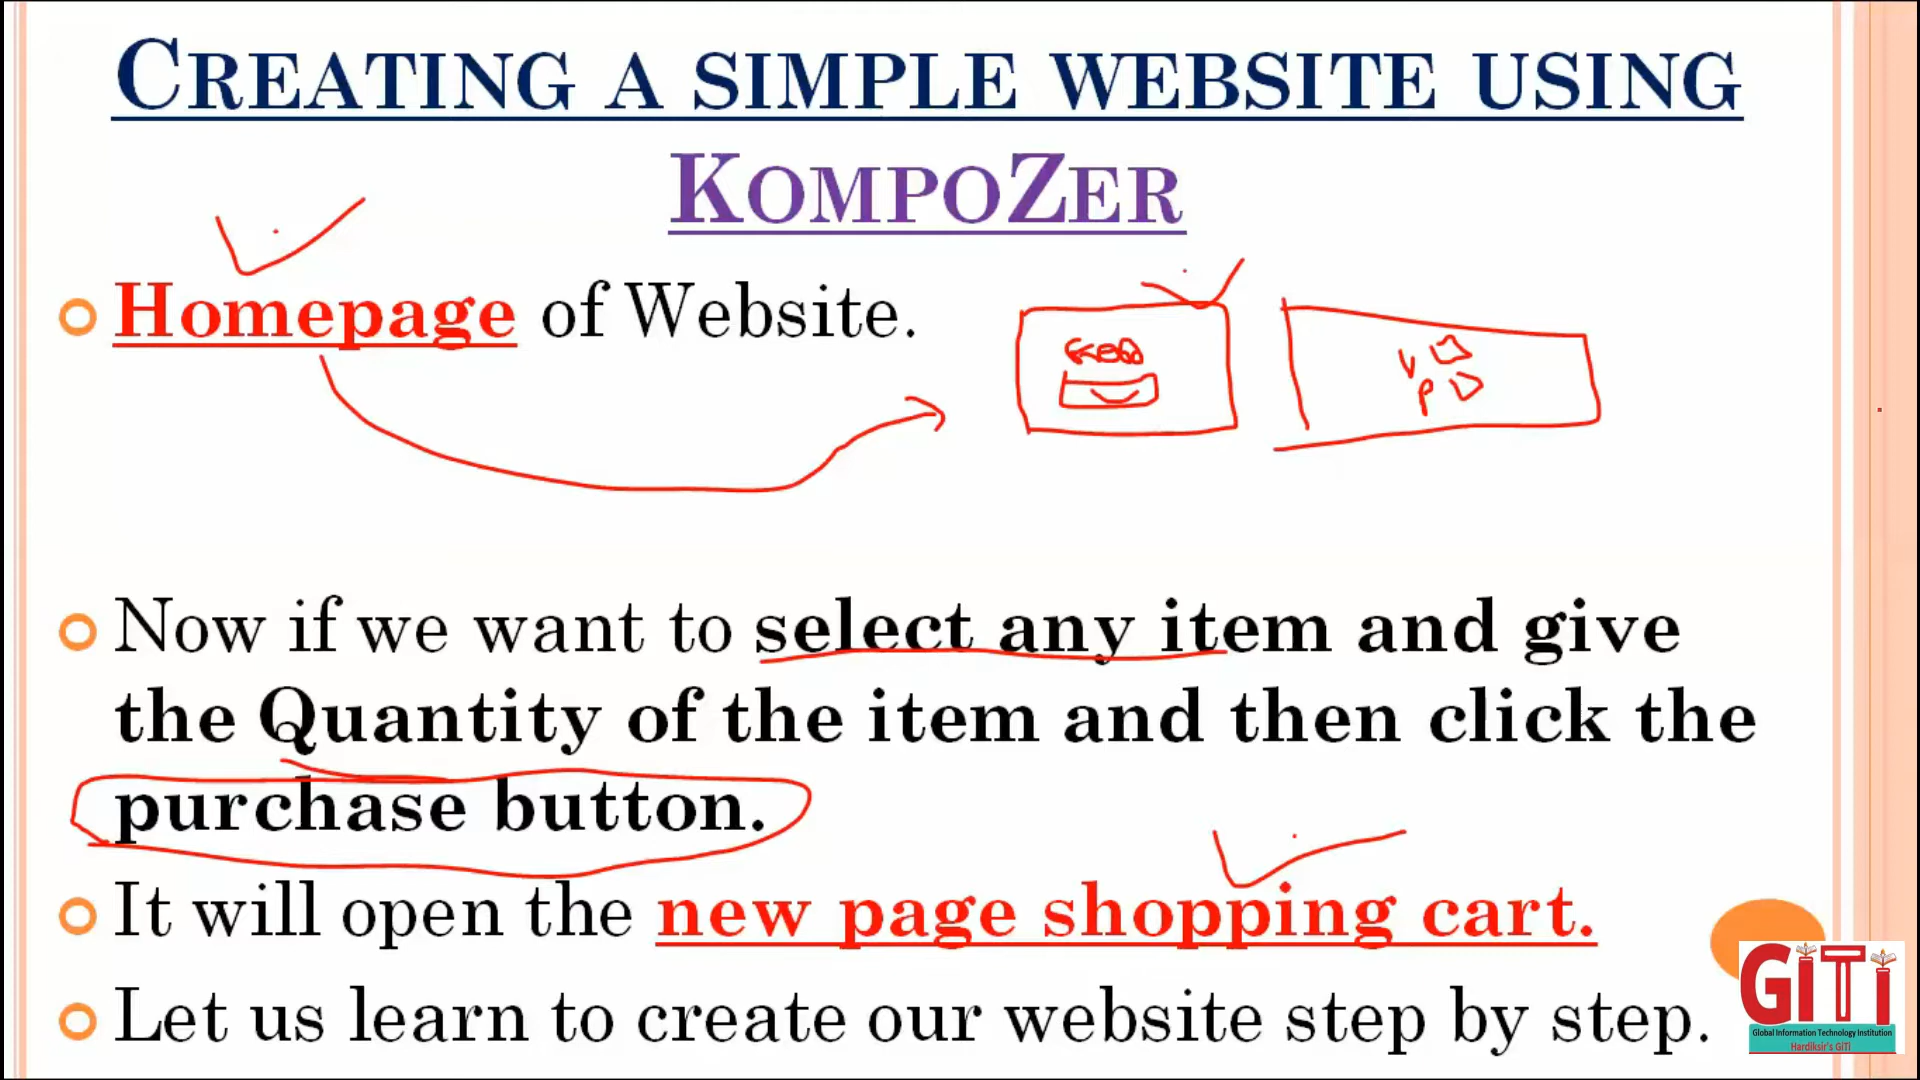 CREATING A SIMPLE WEBSITE USING
KOMPOZER
Homepage of Website.
V
P
Now if we want to select any item and give
the Quantity of the item and then click the
purchase button.
It will open the new page shopping cart.
Let us learn to create our website step by step.
GiTi
Global Information Technology Institution
Hardiksir's GiTi